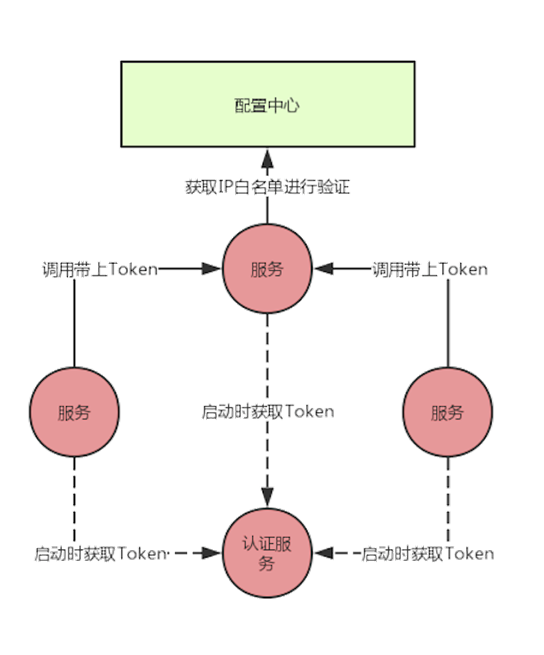 配置中心
获取IP白名单进行验证
调用带上Token
服务
调用带上Token
服务
启动时获取Token
服务
启动时获取Token
认证服
务
启动时获取Token